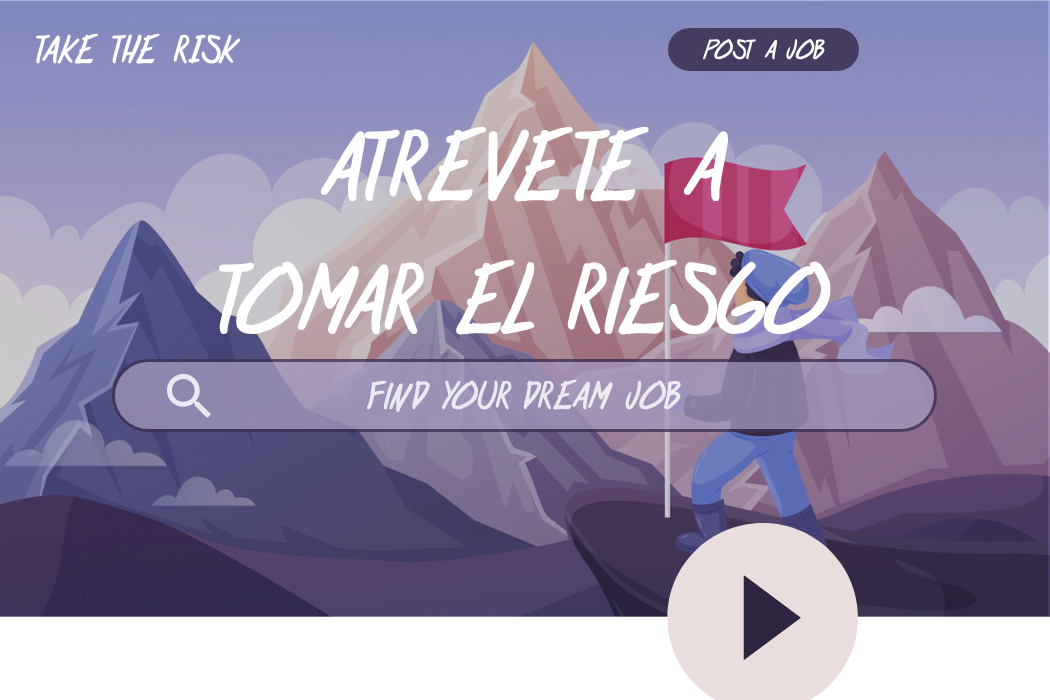 TAKE THE RISK
POST A JOB
ATREVETE A
TOMAR EL RIESGO
FIND YOUR DREAM JOB